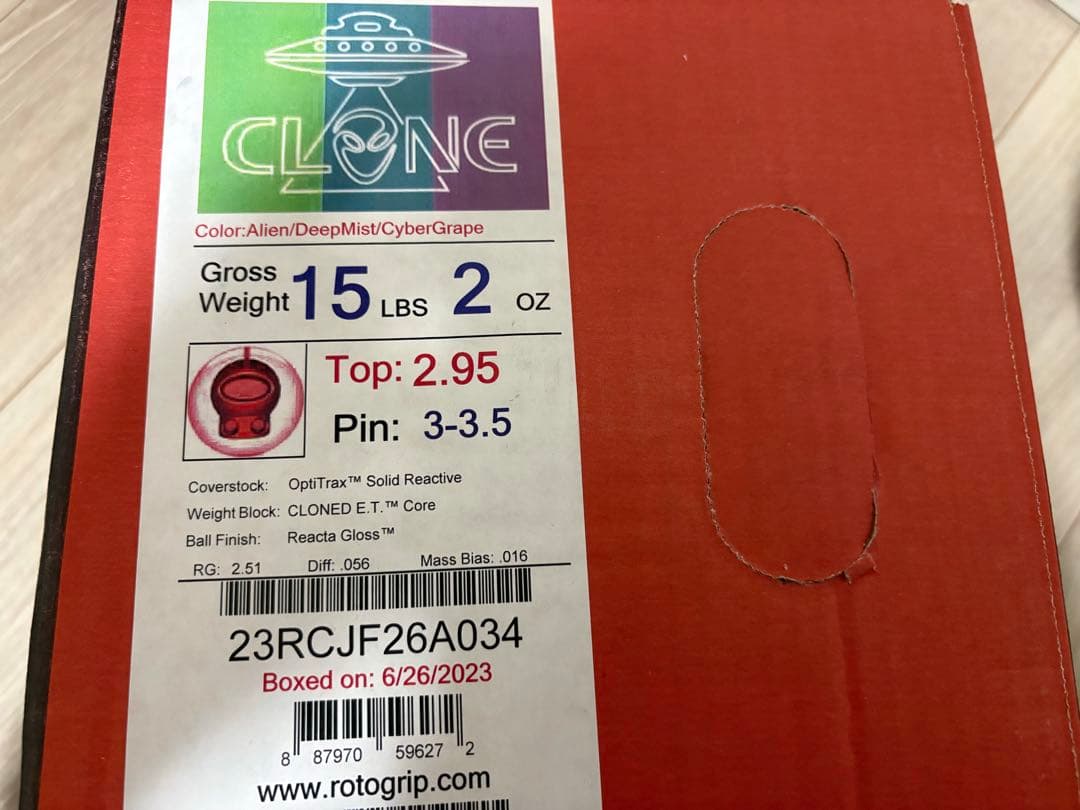 CLONE
Color:Alien/DeepMist/CyberGrape
Gross Weight 15 LBS 2 OZ
Top: 2.95
Pin: 3-3.5
Coverstock: OptiTrax™ Solid Reactive
Weight Block: CLONED E.T.™ Core
Ball Finish: Reacta Gloss™
RG: 2.51 Diff: .056 Mass Bias: .016
23RCJF26A034
Boxed on: 6/26/2023
8 87970 59627 2
www.rotogrip.com